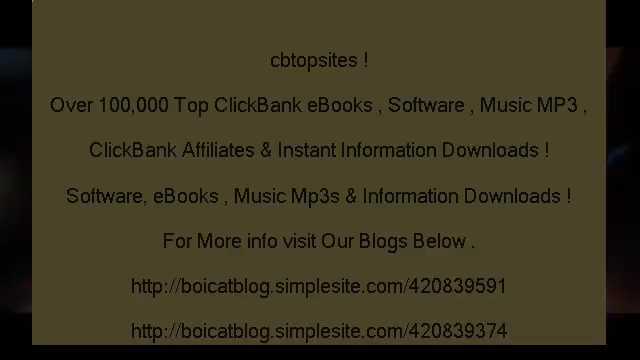 cbtopsites !
Over 100,000 Top ClickBank eBooks , Software , Music MP3 ,
ClickBank Affiliates & Instant Information Downloads !
Software, eBooks , Music Mp3s & Information Downloads !
For More info visit Our Blogs Below .
http://boicatblog.simplesite.com/420839591
http://boicatblog.simplesite.com/420839374